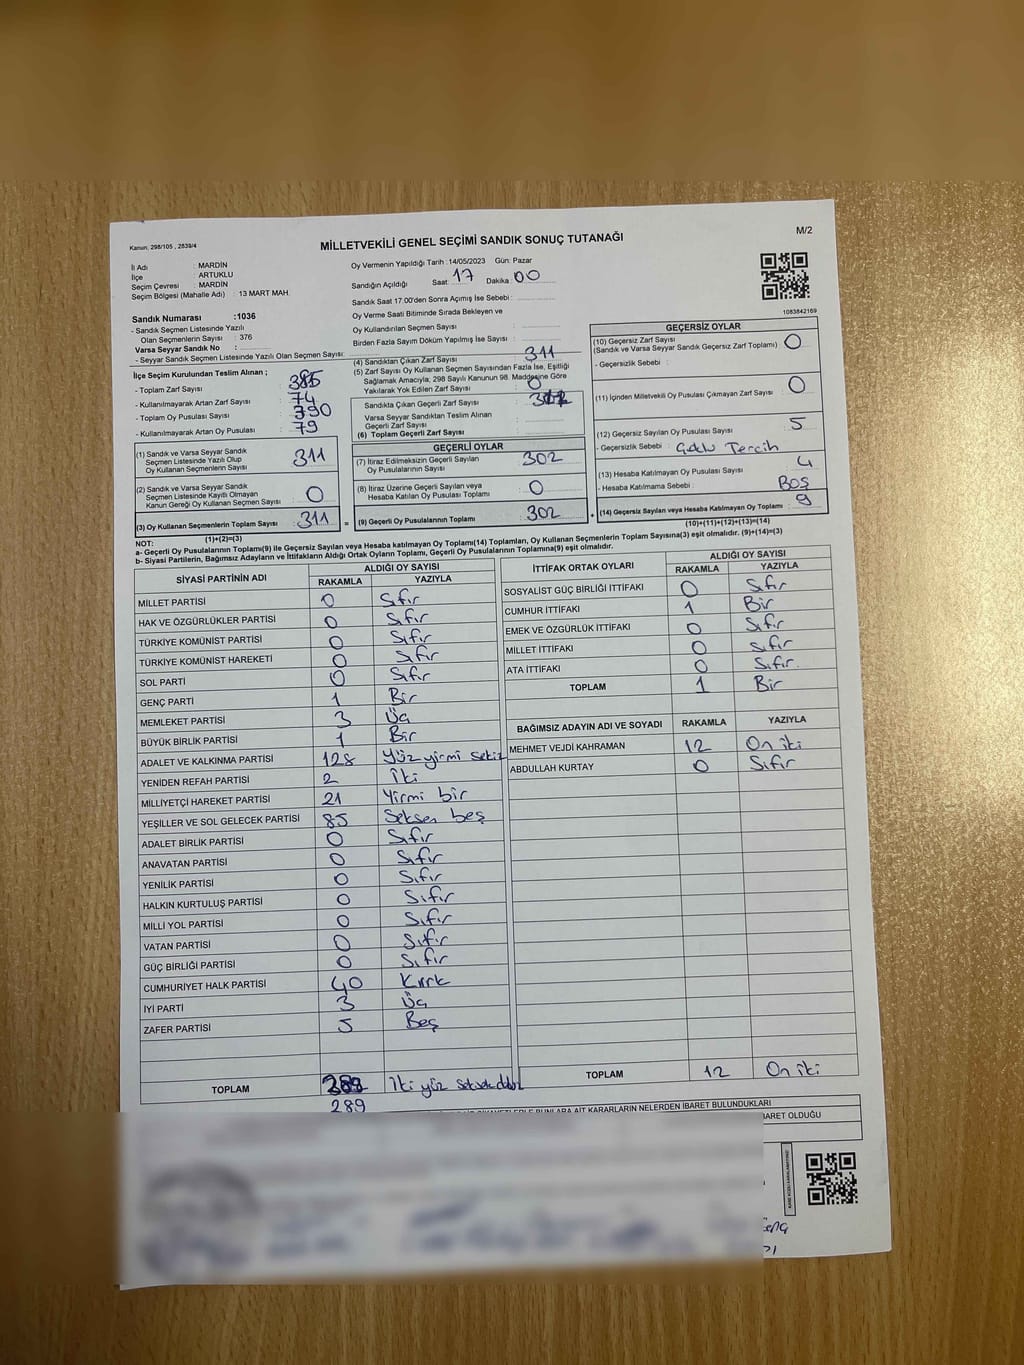 Kanun, 298/105 , 2839/4
MİLLETVEKİLİ GENEL SEÇİMİ SANDIK SONUÇ TUTANAĞI
M/2
İl Adı : MARDİN
İlçe : ARTUKLU
Seçim Çevresi : MARDİN
Seçim Bölgesi (Mahalle Adı) : 13 MART MAH.
Sandık Numarası :1036
- Sandık Seçmen Listesinde Yazılı
Olan Seçmenlerin Sayısı : 376
Varsa Seyyar Sandık No :
- Seyyar Sandık Seçmen Listesinde Yazılı Olan Seçmen Sayısı:
Oy Vermenin Yapıldığı Tarih :14/05/2023 Gün: Pazar
Sandığın Açıldığı Saat: 17 Dakika: 00
Sandık Saat 17:00'den Sonra Açımış İse Sebebi :
Oy Verme Saati Bitiminde Sırada Bekleyen ve
Oy Kullandırılan Seçmen Sayısı :
Birden Fazla Sayım Döküm Yapılmış İse Sayısı :
1083842169
İlçe Seçim Kurulundan Teslim Alınan ;
- Toplam Zarf Sayısı : 385
- Kullanılmayarak Artan Zarf Sayısı : 74
- Toplam Oy Pusulası Sayısı : 390
- Kullanılmayarak Artan Oy Pusulası : 79
(4) Sandıktan Çıkan Zarf Sayısı : 311
(5) Zarf Sayısı Oy Kullanan Seçmen Sayısından Fazla İse, Eşitliği
Sağlamak Amacıyla; 298 Sayılı Kanunun 98. Maddesine Göre
Yakılarak Yok Edilen Zarf Sayısı : 0
Sandıkta Çıkan Geçerli Zarf Sayısı :
Varsa Seyyar Sandıktan Teslim Alınan
Geçerli Zarf Sayısı :
(6) Toplam Geçerli Zarf Sayısı :
GEÇERSİZ OYLAR
(10) Geçersiz Zarf Sayısı
(Sandık ve Varsa Seyyar Sandık Geçersiz Zarf Toplamı) : 0
- Geçersizlik Sebebi :
(11) İçinden Milletvekili Oy Pusulası Çıkmayan Zarf Sayısı : 0
(12) Geçersiz Sayılan Oy Pusulası Sayısı : 5
- Geçersizlik Sebebi : Çoklu Tercih
(13) Hesaba Katılmayan Oy Pusulası Sayısı : 4
- Hesaba Katılmama Sebebi : Boş
(14) Geçersiz Sayılan veya Hesaba Katılmayan Oy Toplamı : 9
(10)+(11)+(12)+(13)=(14)
(1) Sandık ve Varsa Seyyar Sandık
Seçmen Listesinde Yazılı Olup
Oy Kullanan Seçmenlerin Sayısı : 311
(2) Sandık ve Varsa Seyyar Sandık
Seçmen Listesinde Kayıtlı Olmayan
Kanun Gereği Oy Kullanan Seçmen Sayısı : 0
(3) Oy Kullanan Seçmenlerin Toplam Sayısı : 311 =
(1)+(2)=(3)
GEÇERLİ OYLAR
(7) İtiraz Edilmeksizin Geçerli Sayılan
Oy Pusulalarının Sayısı : 302
(8) İtiraz Üzerine Geçerli Sayılan veya
Hesaba Katılan Oy Pusulası Toplamı : 0
(9) Geçerli Oy Pusulalarının Toplamı : 302 +
NOT:
a- Geçerli Oy Pusulalarının Toplamı(9) ile Geçersiz Sayılan veya Hesaba Katılmayan Oy Toplamı(14) Toplamları, Oy Kullanan Seçmenlerin Toplam Sayısına(3) eşit olmalıdır. (9)+(14)=(3)
b- Siyasi Partilerin, Bağımsız Adayların ve İttifakların Aldığı Ortak Oyların Toplamı, Geçerli Oy Pusulalarının Toplamına(9) eşit olmalıdır.
SİYASİ PARTİNİN ADI ALDIĞI OY SAYISI
RAKAMLA YAZIYLA
MİLLET PARTİSİ 0 Sıfır
HAK VE ÖZGÜRLÜKLER PARTİSİ 0 Sıfır
TÜRKİYE KOMÜNİST PARTİSİ 0 Sıfır
TÜRKİYE KOMÜNİST HAREKETİ 0 Sıfır
SOL PARTİ 0 Sıfır
GENÇ PARTİ 1 Bir
MEMLEKET PARTİSİ 3 Üç
BÜYÜK BİRLİK PARTİSİ 1 Bir
ADALET VE KALKINMA PARTİSİ 128 Yüz yirmi sekiz
YENİDEN REFAH PARTİSİ 2 İki
MİLLİYETÇİ HAREKET PARTİSİ 21 Yirmi bir
YEŞİLLER VE SOL GELECEK PARTİSİ 85 Seksen beş
ADALET BİRLİK PARTİSİ 0 Sıfır
ANAVATAN PARTİSİ 0 Sıfır
YENİLİK PARTİSİ 0 Sıfır
HALKIN KURTULUŞ PARTİSİ 0 Sıfır
MİLLİ YOL PARTİSİ 0 Sıfır
VATAN PARTİSİ 0 Sıfır
GÜÇ BİRLİĞİ PARTİSİ 0 Sıfır
CUMHURİYET HALK PARTİSİ 40 Kırk
İYİ PARTİ 3 Üç
ZAFER PARTİSİ 5 Beş
TOPLAM İki yüz
289
İTTİFAK ORTAK OYLARI ALDIĞI OY SAYISI
RAKAMLA YAZIYLA
SOSYALİST GÜÇ BİRLİĞİ İTTİFAKI 0 Sıfır
CUMHUR İTTİFAKI 1 Bir
EMEK VE ÖZGÜRLÜK İTTİFAKI 0 Sıfır
MİLLET İTTİFAKI 0 Sıfır
ATA İTTİFAKI 0 Sıfır
TOPLAM 1 Bir
BAĞIMSIZ ADAYIN ADI VE SOYADI RAKAMLA YAZIYLA
MEHMET VEJDİ KAHRAMAN 12 On iki
ABDULLAH KURTAY 0 Sıfır
TOPLAM 12 On iki
BUNLARA AİT KARARLARIN NELERDEN İBARET BULUNDUKLARI
İBARET OLDUĞU